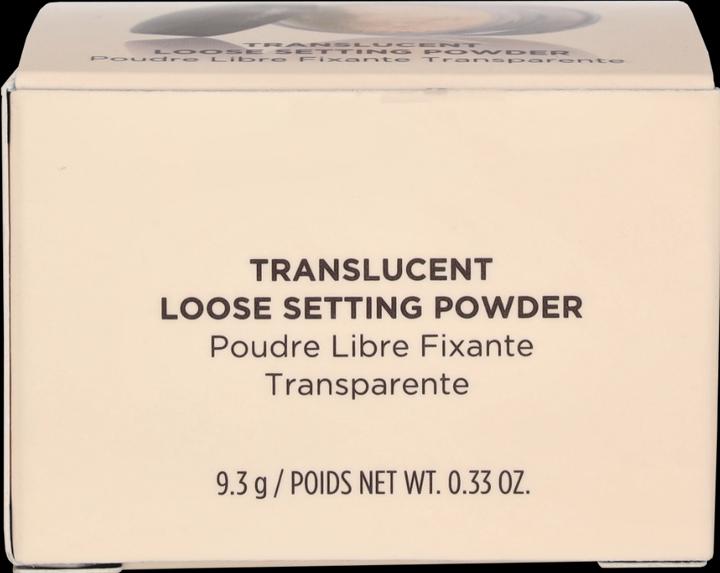 TRANSLUCENT
LOOSE SETTING POWDER
Poudre Libre Fixante Transparente
TRANSLUCENT
LOOSE SETTING POWDER
Poudre Libre Fixante
Transparente
9.3 g / POIDS NET WT. 0.33 OZ.